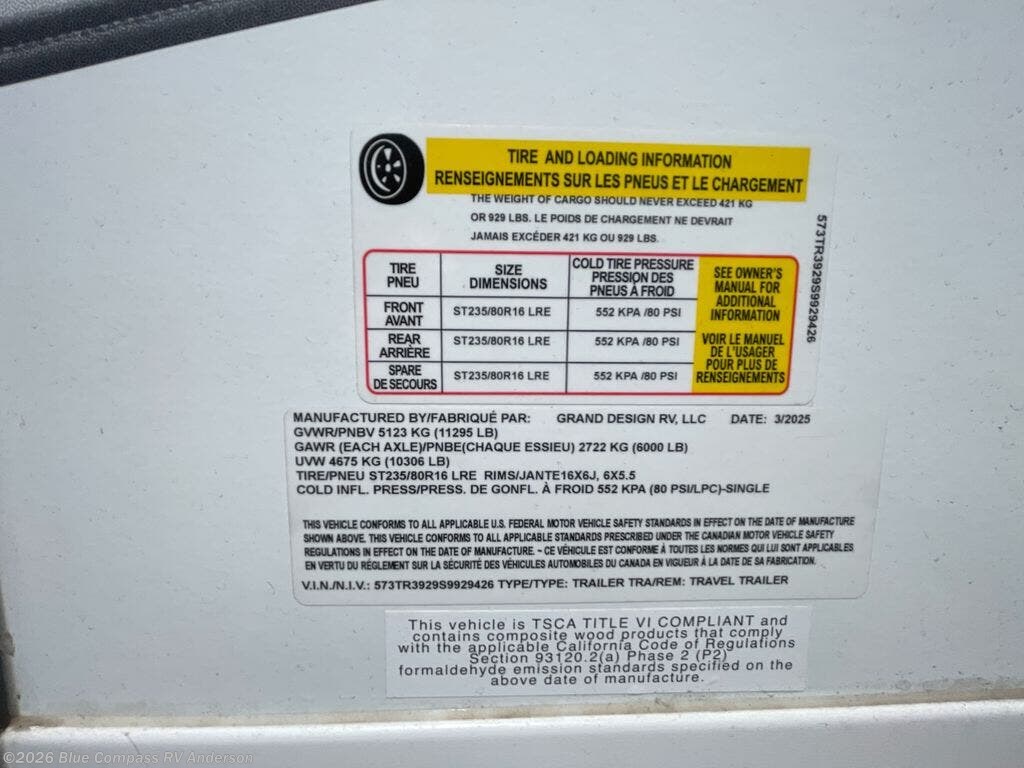 TIRE AND LOADING INFORMATION
RENSEIGNEMENTS SUR LES PNEUS ET LE CHARGEMENT
THE WEIGHT OF CARGO SHOULD NEVER EXCEED 421 KG
OR 929 LBS. LE POIDS DE CHARGEMENT NE DEVRAIT
JAMAIS EXCÉDER 421 KG OU 929 LBS.
TIRE
PNEU
SIZE
DIMENSIONS
COLD TIRE PRESSURE
PRESSION DES
PNEUS À FROID
FRONT
AVANT
ST235/80R16 LRE
552 KPA /80 PSI
REAR
ARRIÈRE
ST235/80R16 LRE
552 KPA /80 PSI
SPARE
DE SECOURS
ST235/80R16 LRE
552 KPA /80 PSI
SEE OWNER'S
MANUAL FOR
ADDITIONAL
INFORMATION
VOIR LE MANUEL
DE L'USAGER
POUR PLUS DE
RENSEIGNEMENTS
573TR3929S9929426
MANUFACTURED BY/FABRIQUÉ PAR: GRAND DESIGN RV, LLC DATE: 3/2025
GVWR/PNBV 5123 KG (11295 LB)
GAWR (EACH AXLE)/PNBE(CHAQUE ESSIEU) 2722 KG (6000 LB)
UVW 4675 KG (10306 LB)
TIRE/PNEU ST235/80R16 LRE RIMS/JANTE16X6J, 6X5.5
COLD INFL. PRESS/PRESS. DE GONFL. À FROID 552 KPA (80 PSI/LPC)-SINGLE
THIS VEHICLE CONFORMS TO ALL APPLICABLE U.S. FEDERAL MOTOR VEHICLE SAFETY STANDARDS IN EFFECT ON THE DATE OF MANUFACTURE
SHOWN ABOVE. THIS VEHICLE CONFORMS TO ALL APPLICABLE STANDARDS PRESCRIBED UNDER THE CANADIAN MOTOR VEHICLE SAFETY
REGULATIONS IN EFFECT ON THE DATE OF MANUFACTURE. ~ CE VÉHICULE EST CONFORME À TOUTES LES NORMES QUI LUI SONT APPLICABLES
EN VERTU DU RÉGLEMENT SUR LA SÉCURITÉ DES VÉHICULES AUTOMOBILES DU CANADA EN VIGUEUR À LA DATE DE SA FABRICATION.
V.I.N./N.I.V.: 573TR3929S9929426 TYPE/TYPE: TRAILER TRA/REM: TRAVEL TRAILER
This vehicle is TSCA TITLE VI COMPLIANT and
contains composite wood products that comply
with the applicable California Code of Regulations
Section 93120.2(a) Phase 2 (P2)
formaldehyde emission standards specified on the
above date of manufacture.
©2026 Blue Compass RV Anderson